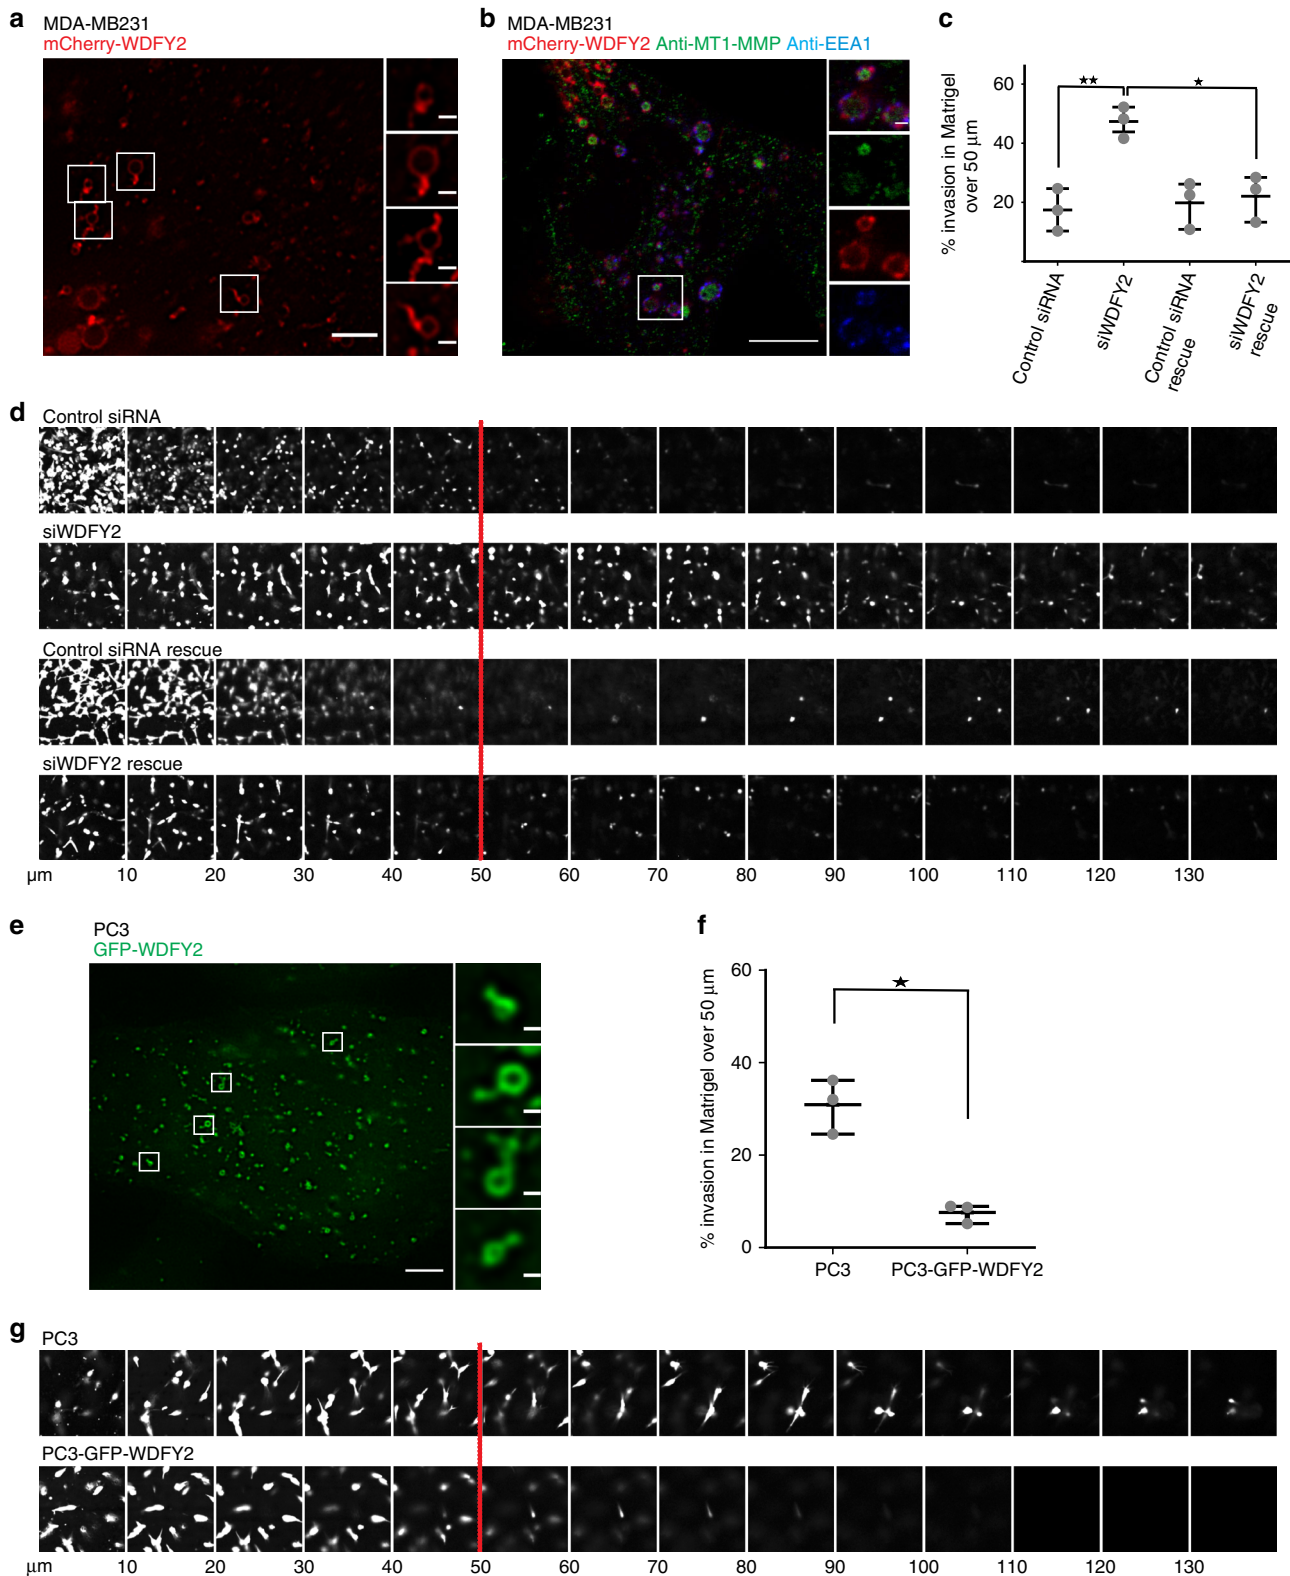 a
MDA-MB231
mCherry-WDFY2
b
MDA-MB231
mCherry-WDFY2 Anti-MT1-MMP Anti-EEA1
c
% invasion in Matrigel
over 50 µm
60
40
20
★★
★
Control siRNA
siWDFY2
Control siRNA
rescue
siWDFY2
rescue
d
Control siRNA
siWDFY2
Control siRNA rescue
siWDFY2 rescue
µm 10 20 30 40 50 60 70 80 90 100 110 120 130
e
PC3
GFP-WDFY2
f
% invasion in Matrigel over 50 µm
60
40
20
0
★
PC3 PC3-GFP-WDFY2
g
PC3
PC3-GFP-WDFY2
µm 10 20 30 40 50 60 70 80 90 100 110 120 130